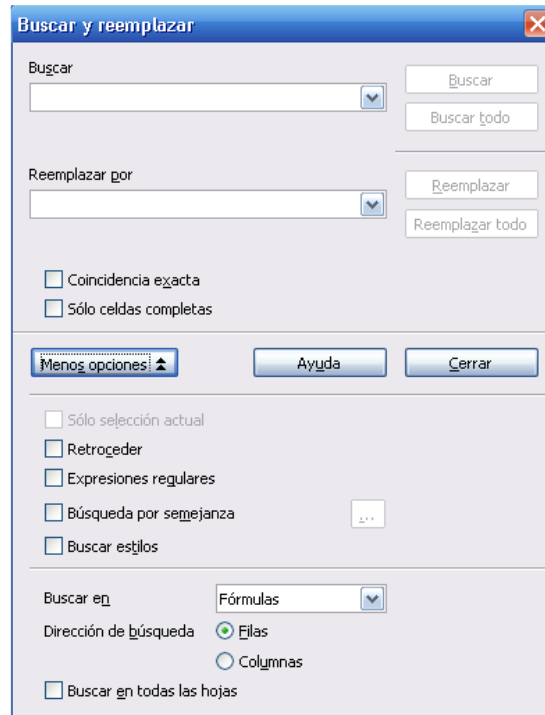 Buscar y reemplazar
Buscar
Buscar
Buscar todo
Reemplazar por
Reemplazar
Reemplazar todo
Coincidencia exacta
Sólo celdas completas
Menos opciones
Ayuda
Cerrar
Sólo selección actual
Retroceder
Expresiones regulares
Búsqueda por semejanza
...
Buscar estilos
Buscar en
Fórmulas
Dirección de búsqueda
Filas
Columnas
Buscar en todas las hojas